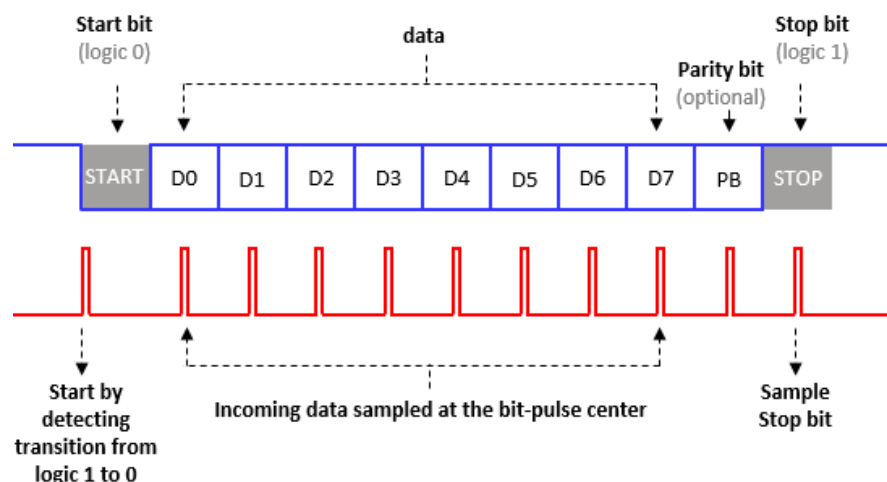 Start bit
(logic 0)
data
Parity bit
(optional)
Stop bit
(logic 1)
START D0 D1 D2 D3 D4 D5 D6 D7 PB STOP
Start by
detecting
transition from
logic 1 to 0
Incoming data sampled at the bit-pulse center
Sample
Stop bit